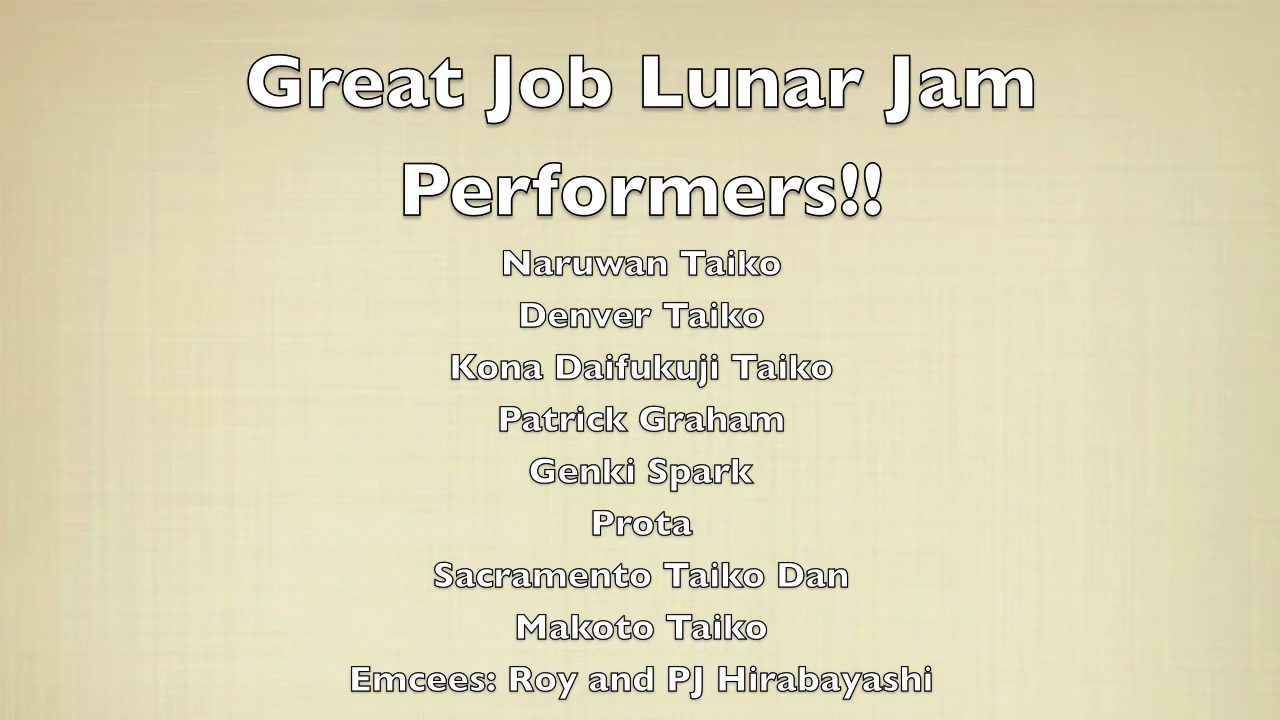 Great Job Lunar Jam
Performers!!
Naruwan Taiko
Denver Taiko
Kona Daifukuji Taiko
Patrick Graham
Genki Spark
Prota
Sacramento Taiko Dan
Makoto Taiko
Emcees: Roy and PJ Hirabayashi